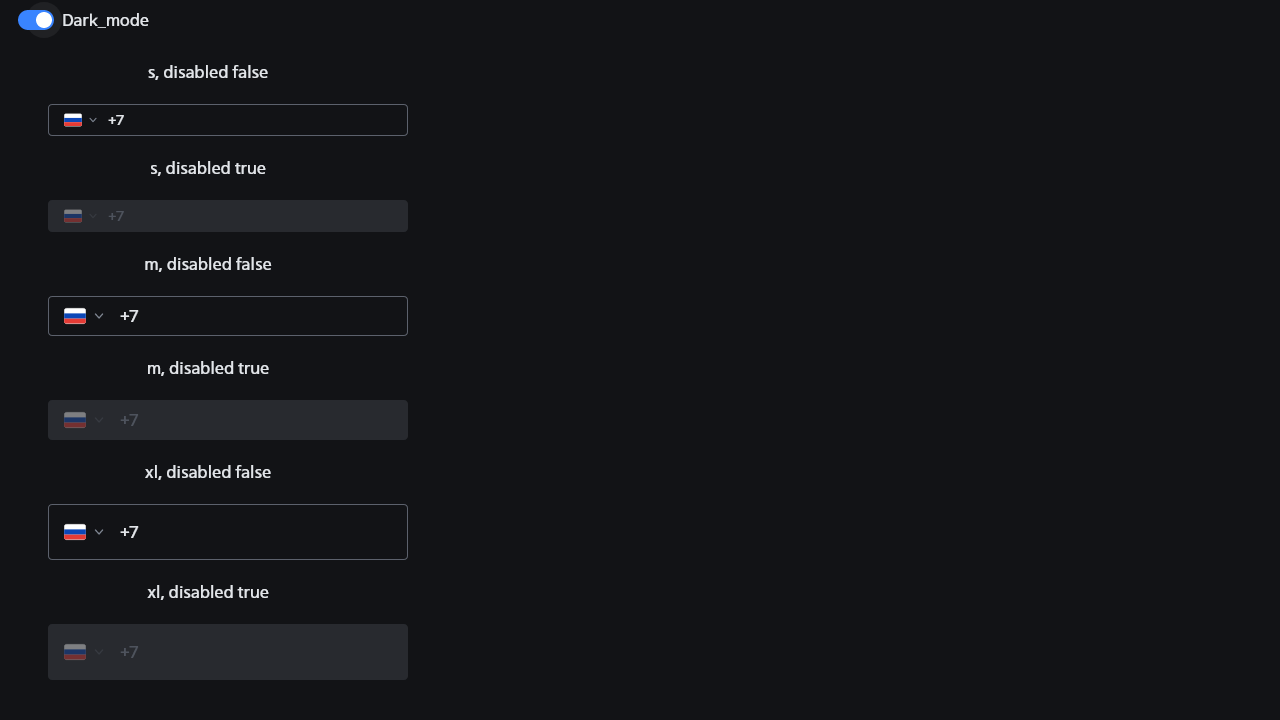 Dark_mode
s, disabled false
+7
s, disabled true
+7
m, disabled false
+7
m, disabled true
+7
xl, disabled false
+7
xl, disabled true
+7